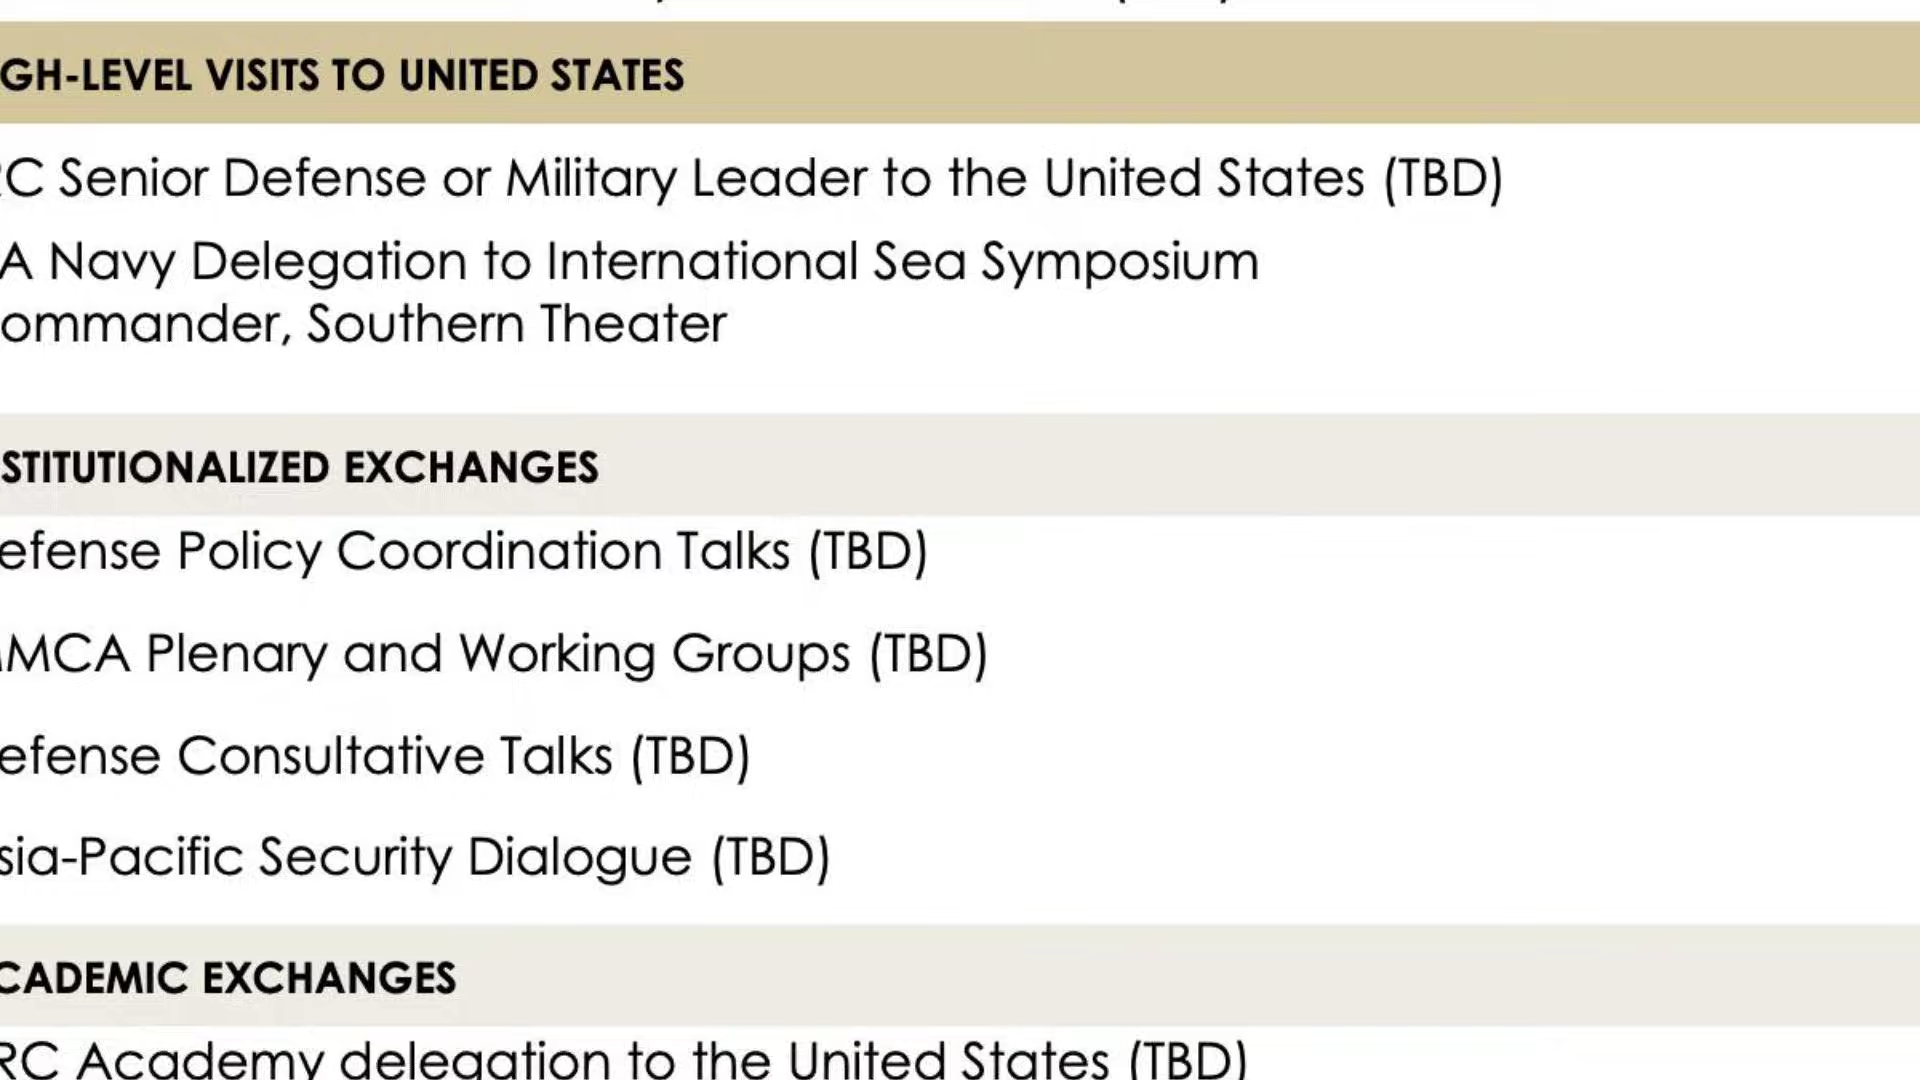 GH-LEVEL VISITS TO UNITED STATES
C Senior Defense or Military Leader to the United States (TBD)
A Navy Delegation to International Sea Symposium
ommander, Southern Theater
STITUTIONALIZED EXCHANGES
efense Policy Coordination Talks (TBD)
MCA Plenary and Working Groups (TBD)
efense Consultative Talks (TBD)
sia-Pacific Security Dialogue (TBD)
CADEMIC EXCHANGES
RC Academy delegation to the United States (TBD)